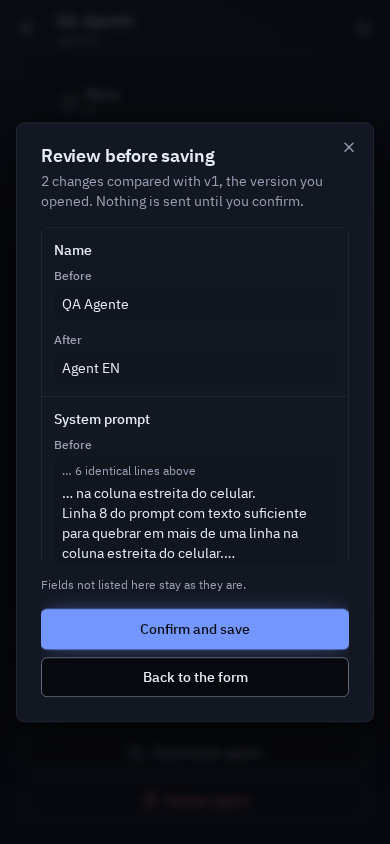 Review before saving
2 changes compared with v1, the version you
opened. Nothing is sent until you confirm.
Name
Before
QA Agente
After
Agent EN
System prompt
Before
… 6 identical lines above
… na coluna estreita do celular.
Linha 8 do prompt com texto suficiente
para quebrar em mais de uma linha na
coluna estreita do celular.…
Fields not listed here stay as they are.
Confirm and save
Back to the form